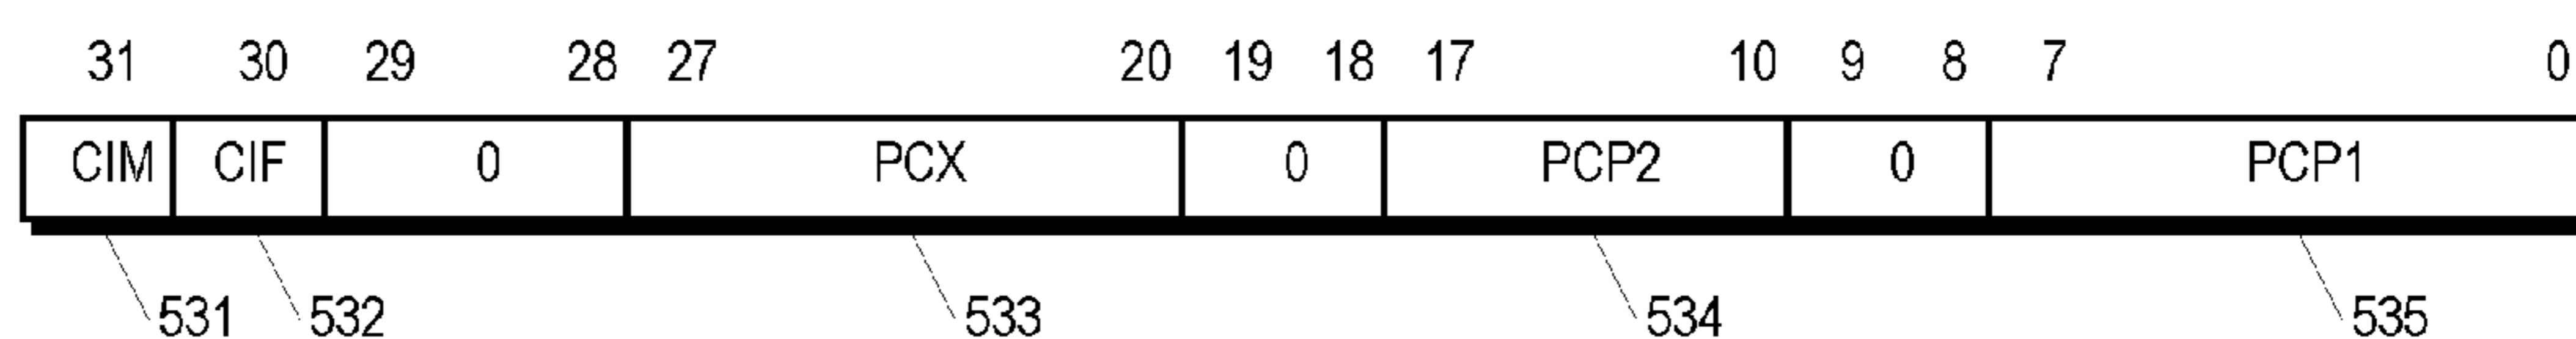 31 30 29 28 27 20 19 18 17 10 9 8 7 0
CIM CIF 0 PCX 0 PCP2 0 PCP1
531 532 533 534 535